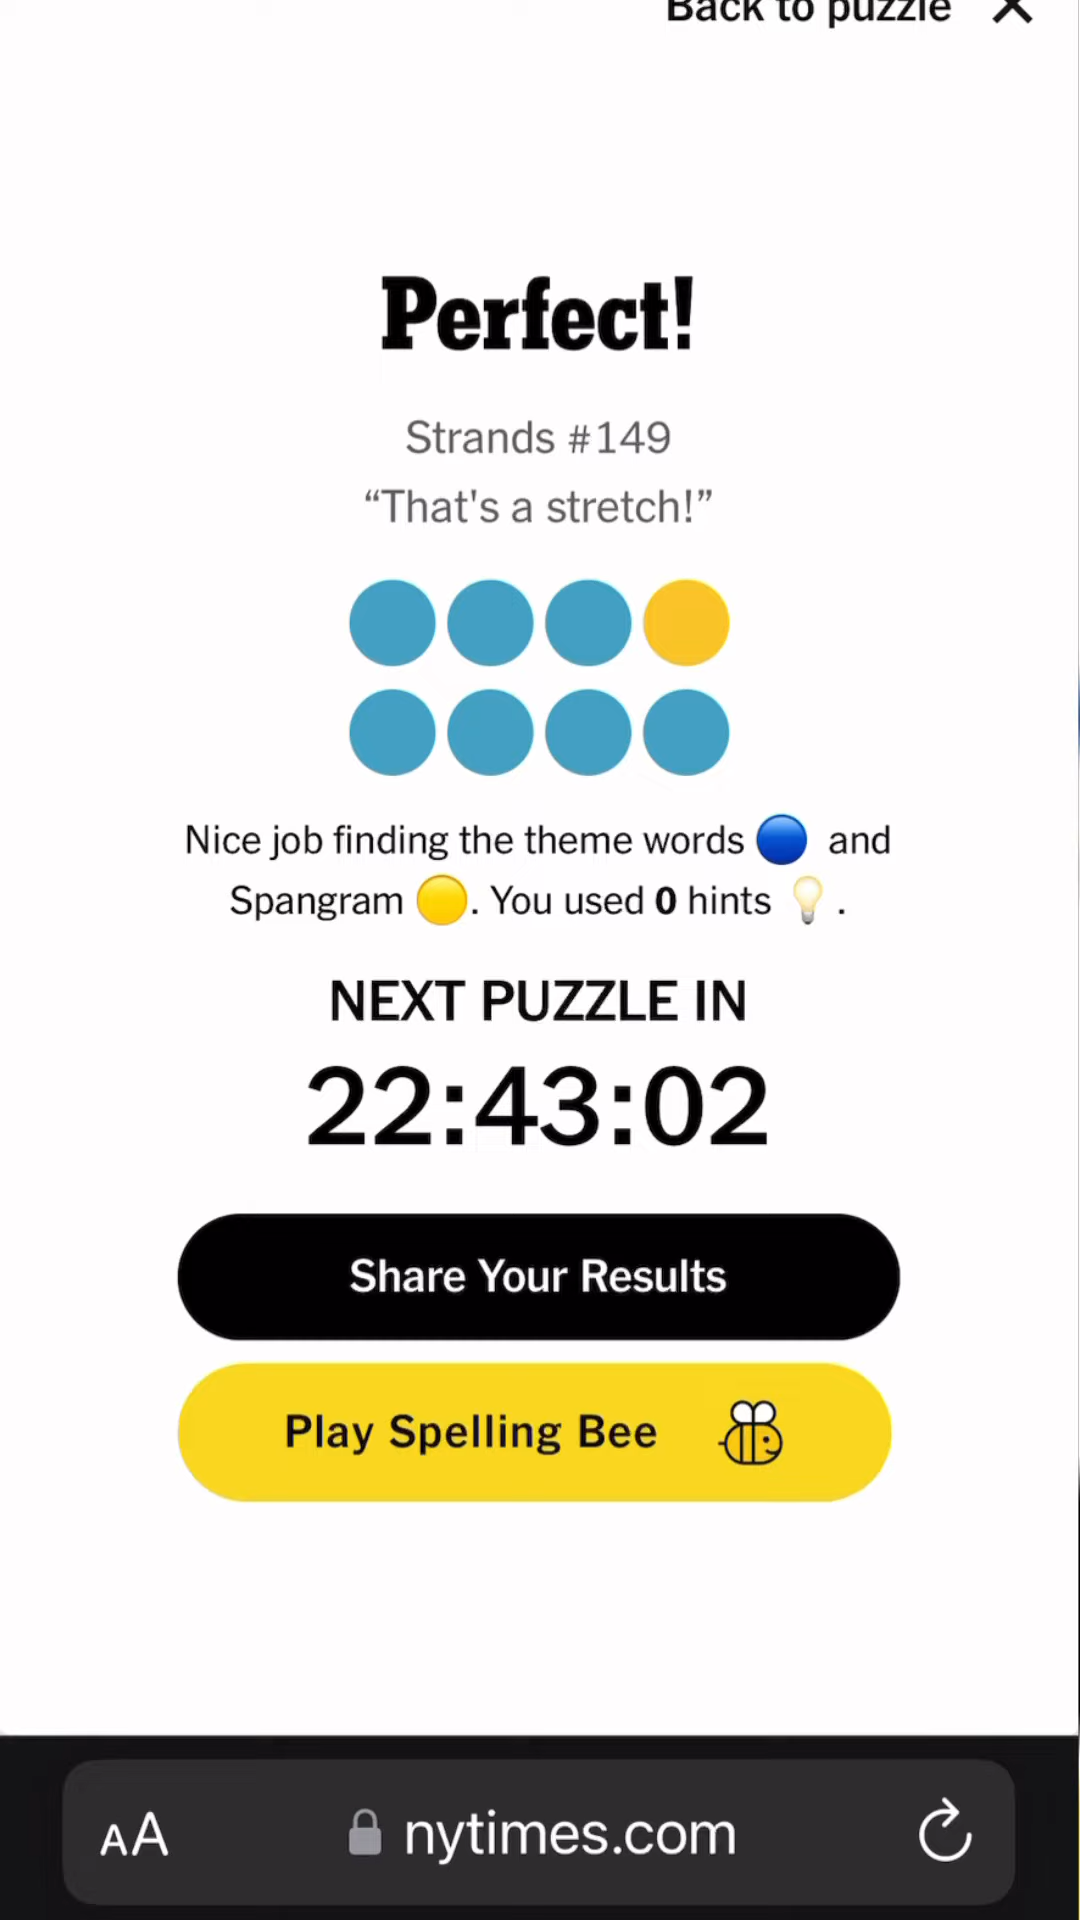 Back to puzzle
Perfect!
Strands #149
“That's a stretch!”
Nice job finding the theme words and
Spangram . You used 0 hints .
NEXT PUZZLE IN
22:43:02
Share Your Results
Play Spelling Bee
AA nytimes.com